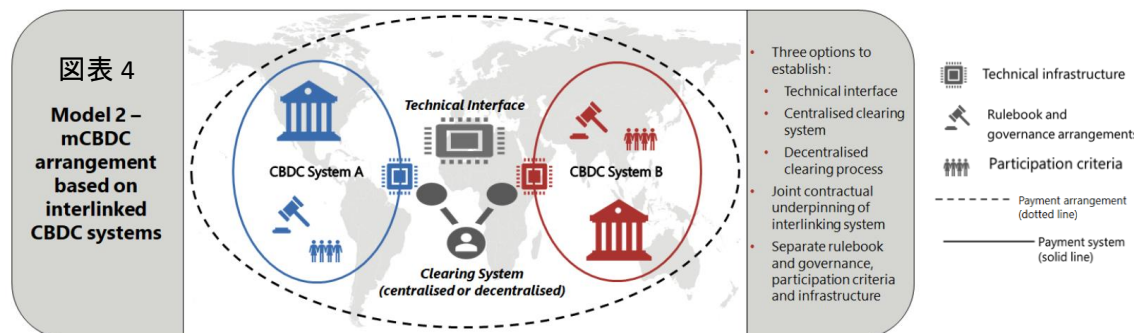 図表 4
Model 2 –
mCBDC
arrangement
based on
interlinked
CBDC systems
Technical Interface
CBDC System A
CBDC System B
Clearing System
(centralised or decentralised)
• Three options to
establish:
• Technical interface
• Centralised clearing
system
• Decentralised
clearing process
• Joint contractual
underpinning of
interlinking system
• Separate rulebook
and governance,
participation criteria
and infrastructure
Technical infrastructure
Rulebook and
governance arrangements
Participation criteria
Payment arrangement
(dotted line)
Payment system
(solid line)